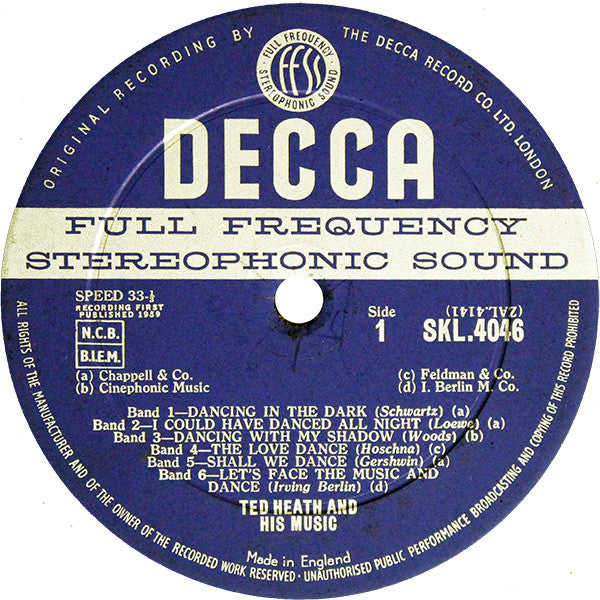 ORIGINAL RECORDING BY THE DECCA RECORD CO. LTD. LONDON
FULL FREQUENCY
FFSS
STEREOPHONIC SOUND
DECCA
FULL FREQUENCY
STEREOPHONIC SOUND
SPEED 33-⅓
RECORDING FIRST
PUBLISHED 1959
N.C.B.
B.I.E.M.
Side
1
(2AL.4141)
SKL.4046
(a) Chappell & Co.
(b) Cinephonic Music
(c) Feldman & Co.
(d) I. Berlin M. Co.
Band 1—DANCING IN THE DARK (Schwartz) (a)
Band 2—I COULD HAVE DANCED ALL NIGHT (Loewe) (a)
Band 3—DANCING WITH MY SHADOW (Woods) (b)
Band 4—THE LOVE DANCE (Hoschna) (c)
Band 5—SHALL WE DANCE (Gershwin) (a)
Band 6—LET'S FACE THE MUSIC AND
DANCE (Irving Berlin) (d)
TED HEATH AND
HIS MUSIC
Made in England
ALL RIGHTS OF THE MANUFACTURER AND OF THE OWNER OF THE RECORDED WORK RESERVED · UNAUTHORISED PUBLIC PERFORMANCE BROADCASTING AND COPYING OF THIS RECORD PROHIBITED